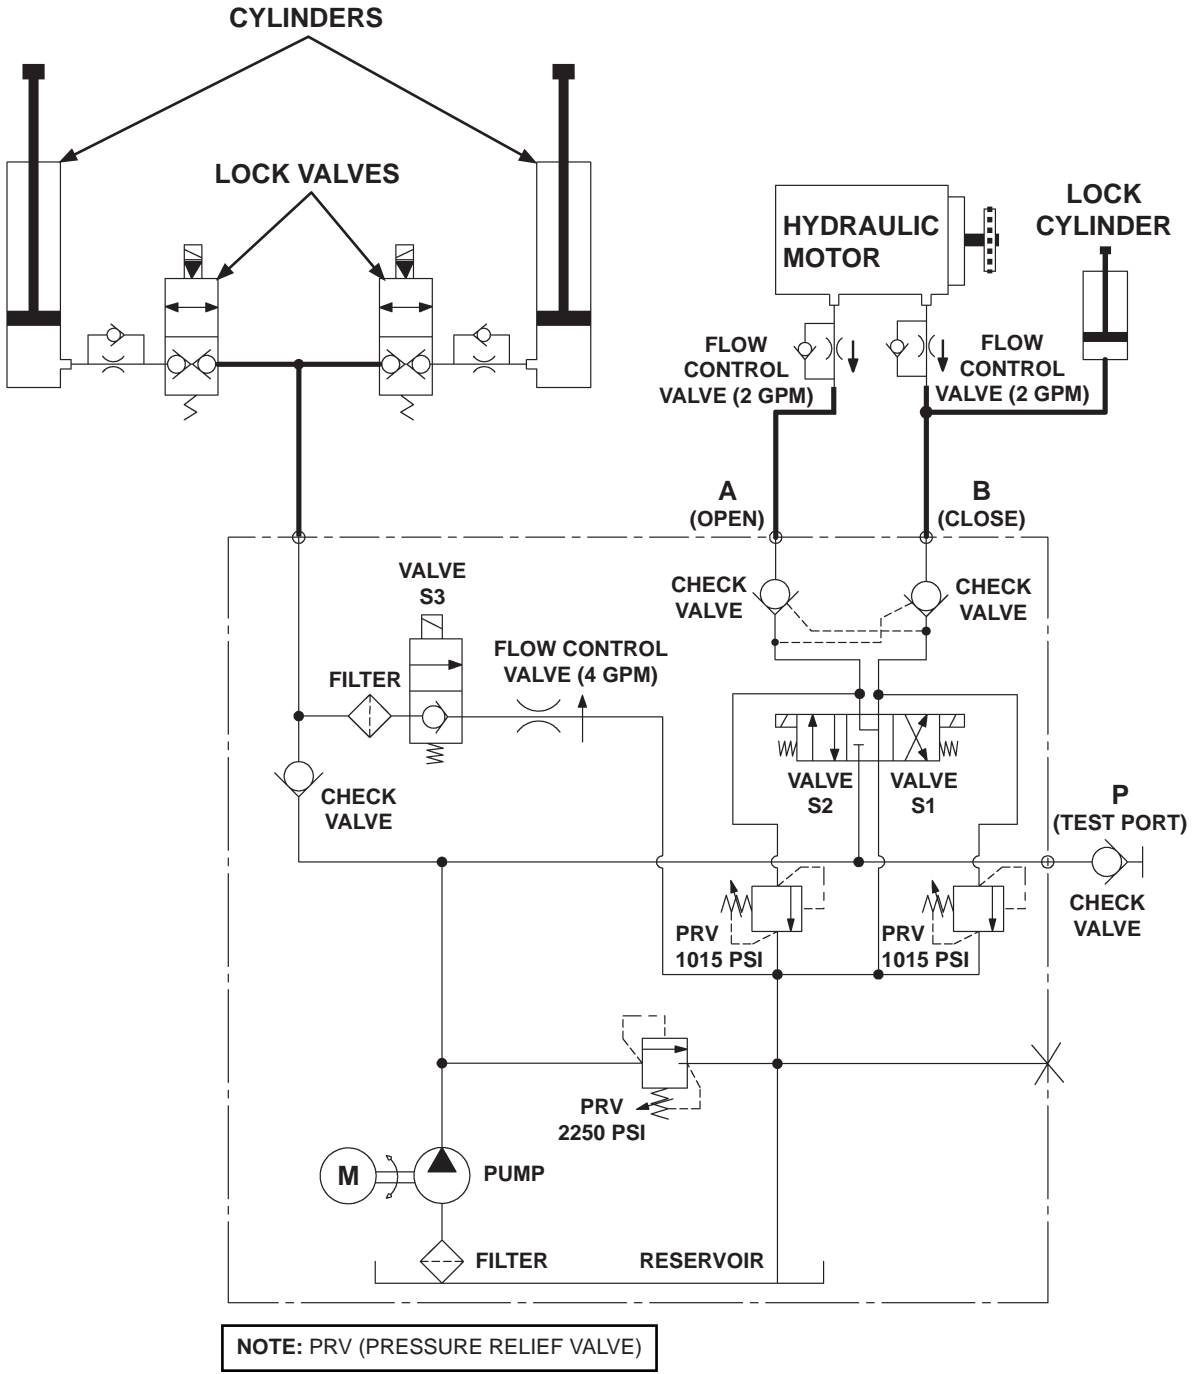 CYLINDERS
LOCK VALVES
HYDRAULIC
MOTOR
LOCK
CYLINDER
FLOW
CONTROL
VALVE (2 GPM)
FLOW
CONTROL
VALVE (2 GPM)
A
(OPEN)
B
(CLOSE)
VALVE
S3
CHECK
VALVE
CHECK
VALVE
FLOW CONTROL
VALVE (4 GPM)
FILTER
CHECK
VALVE
VALVE
S2
VALVE
S1
P
(TEST PORT)
CHECK
VALVE
PRV
1015 PSI
PRV
1015 PSI
PRV
2250 PSI
M
PUMP
FILTER
RESERVOIR
NOTE: PRV (PRESSURE RELIEF VALVE)